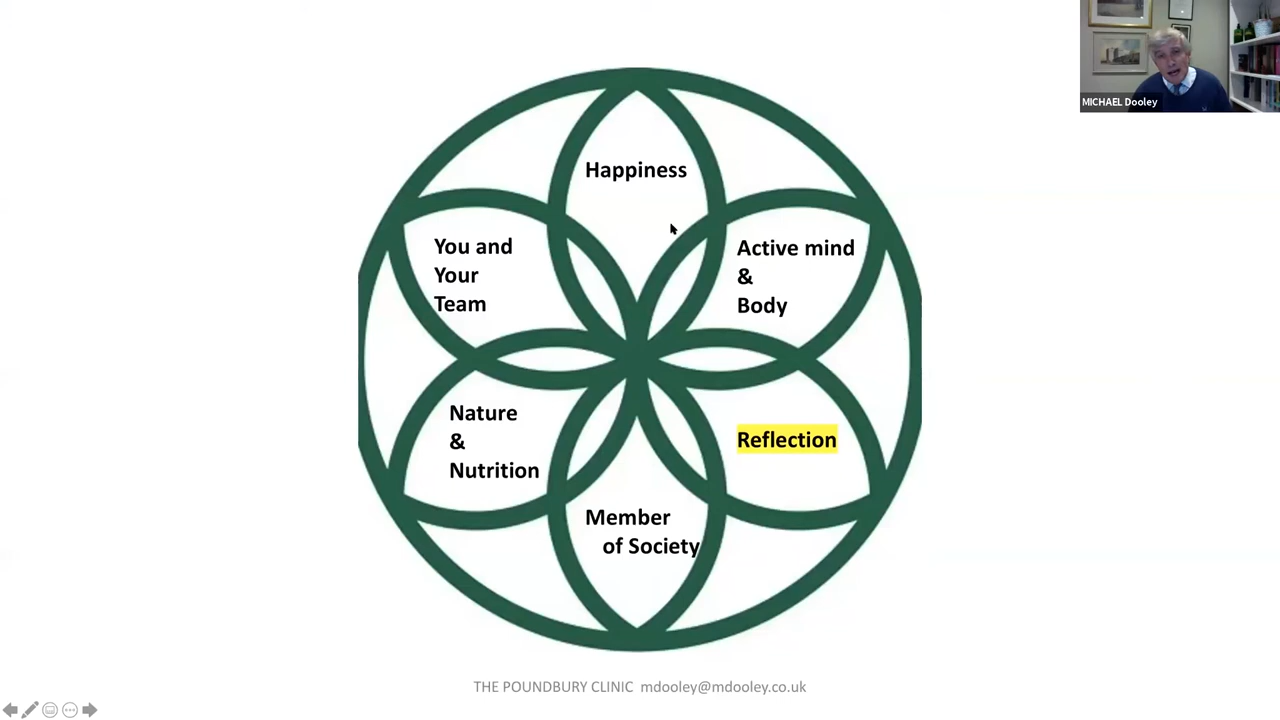 MICHAEL Dooley
Happiness
You and
Your
Team
Active mind
&
Body
Nature
&
Nutrition
Reflection
Member
of Society
THE POUNDBURY CLINIC mdooley@mdooley.co.uk